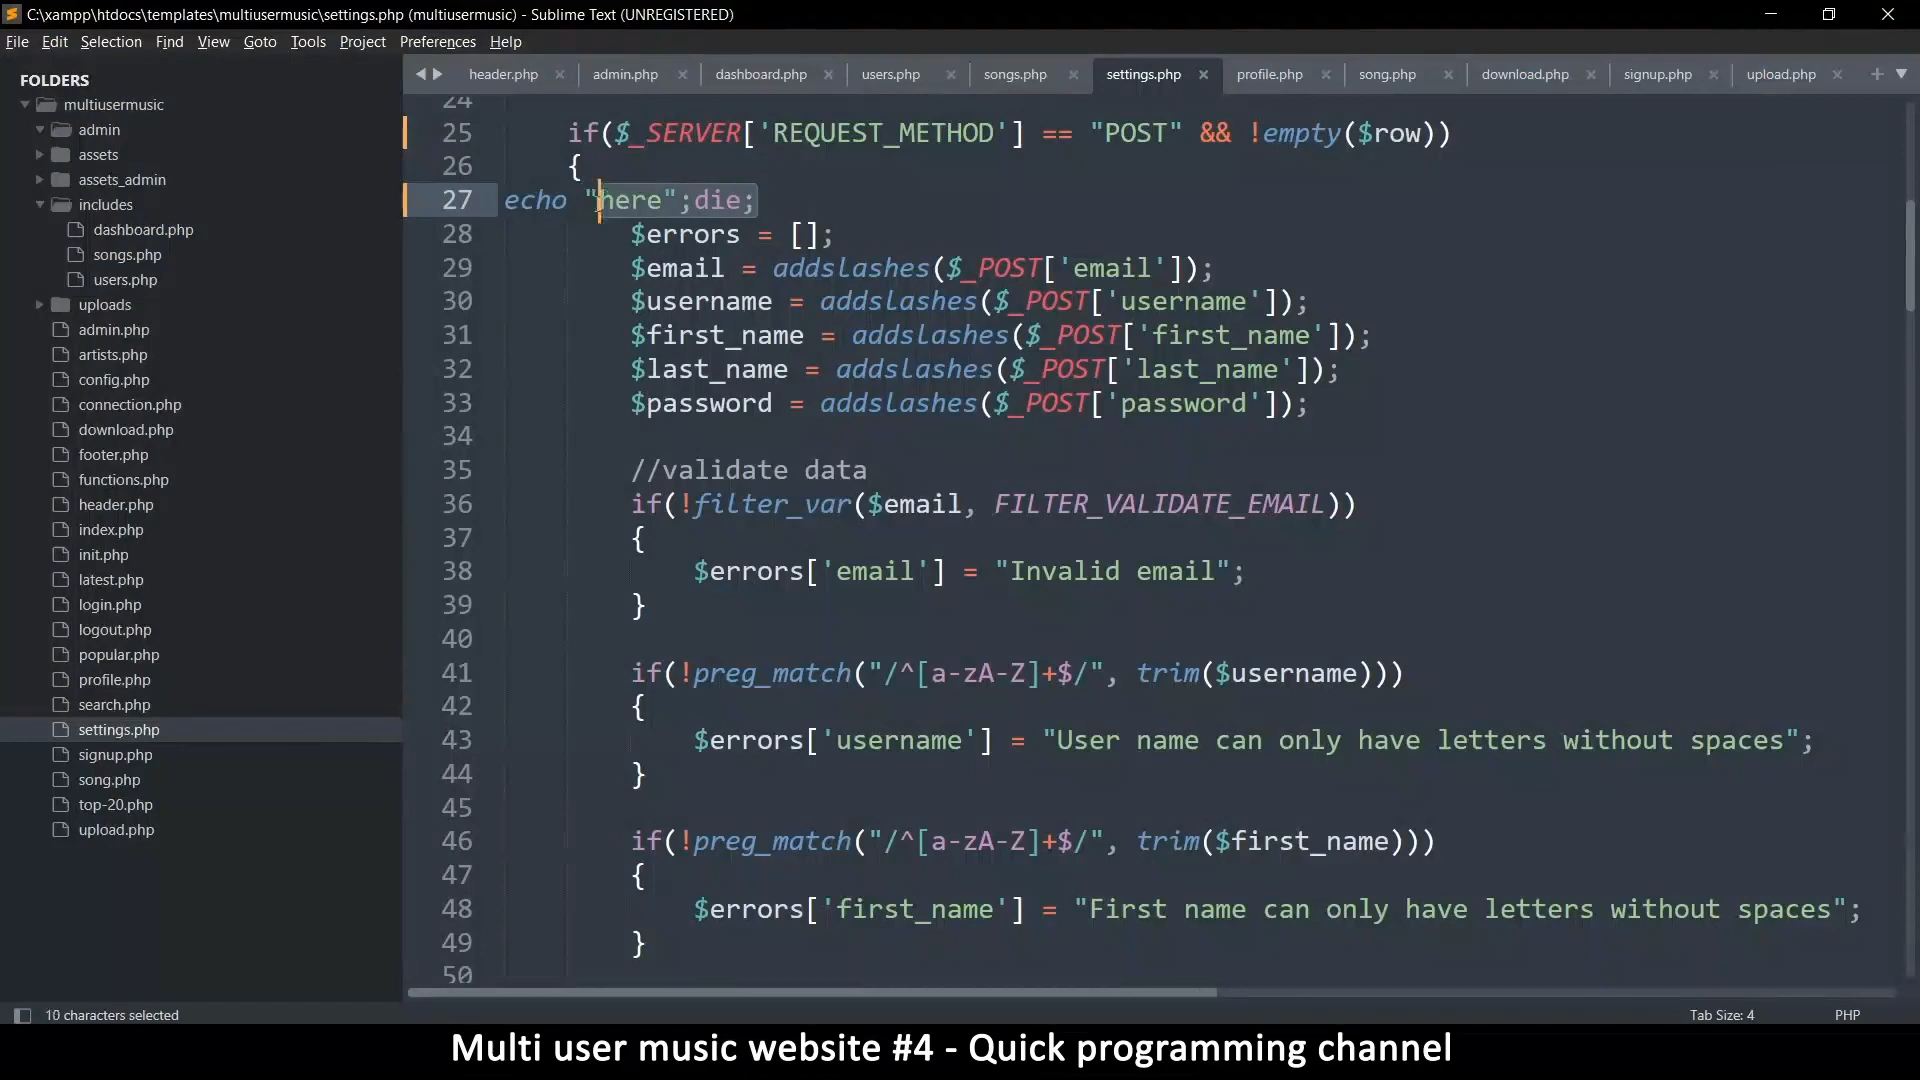 C:\xampp\htdocs\templates\multiusermusic\settings.php (multiusermusic) - Sublime Text (UNREGISTERED)
File Edit Selection Find View Goto Tools Project Preferences Help
FOLDERS
multiusermusic
admin
assets
assets_admin
includes
dashboard.php
songs.php
users.php
uploads
admin.php
artists.php
config.php
connection.php
download.php
footer.php
functions.php
header.php
index.php
init.php
latest.php
login.php
logout.php
popular.php
profile.php
search.php
settings.php
signup.php
song.php
top-20.php
upload.php
header.php admin.php dashboard.php users.php songs.php settings.php profile.php song.php download.php signup.php upload.php
24
25 if($_SERVER['REQUEST_METHOD'] == "POST" && !empty($row))
26 {
27 echo "here";die;
28 $errors = [];
29 $email = addslashes($_POST['email']);
30 $username = addslashes($_POST['username']);
31 $first_name = addslashes($_POST['first_name']);
32 $last_name = addslashes($_POST['last_name']);
33 $password = addslashes($_POST['password']);
34
35 //validate data
36 if(!filter_var($email, FILTER_VALIDATE_EMAIL))
37 {
38 $errors['email'] = "Invalid email";
39 }
40
41 if(!preg_match("/^[a-zA-Z]+$/", trim($username)))
42 {
43 $errors['username'] = "User name can only have letters without spaces";
44 }
45
46 if(!preg_match("/^[a-zA-Z]+$/", trim($first_name)))
47 {
48 $errors['first_name'] = "First name can only have letters without spaces";
49 }
50
10 characters selected
Tab Size: 4 PHP
Multi user music website #4 - Quick programming channel